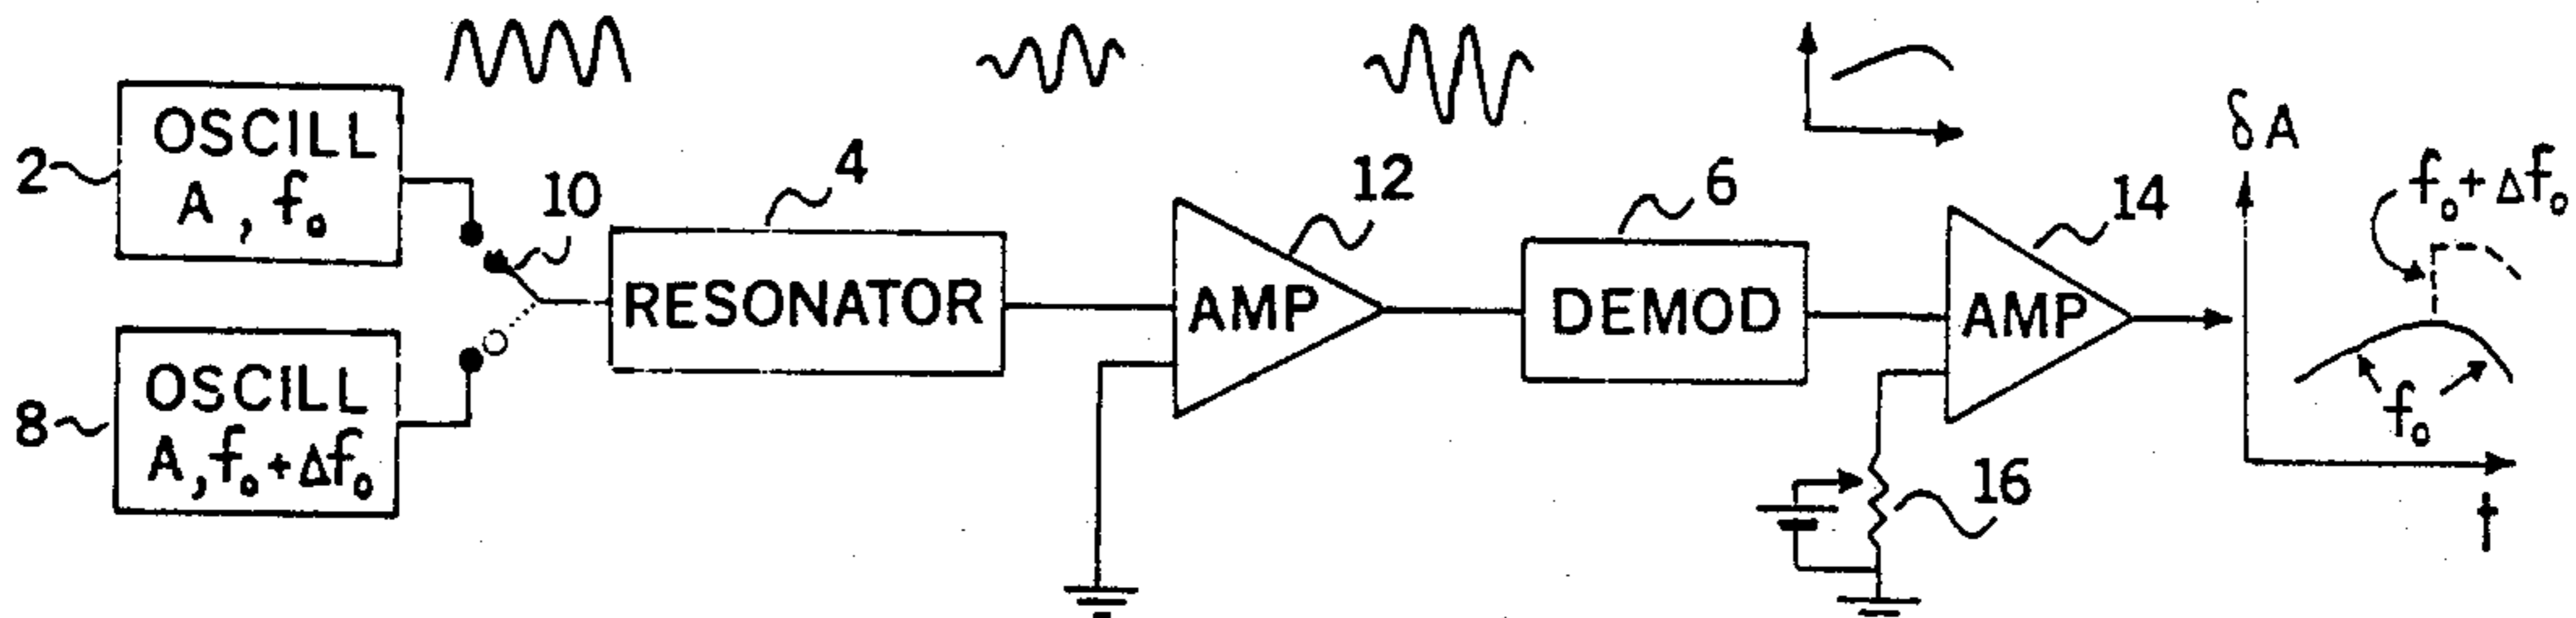 2
OSCILL
A, f₀
8
OSCILL
A, f₀+Δf₀
10
RESONATOR
4
AMP
12
DEMOD
6
AMP
14
16
δA
f₀+Δf₀
f₀
t